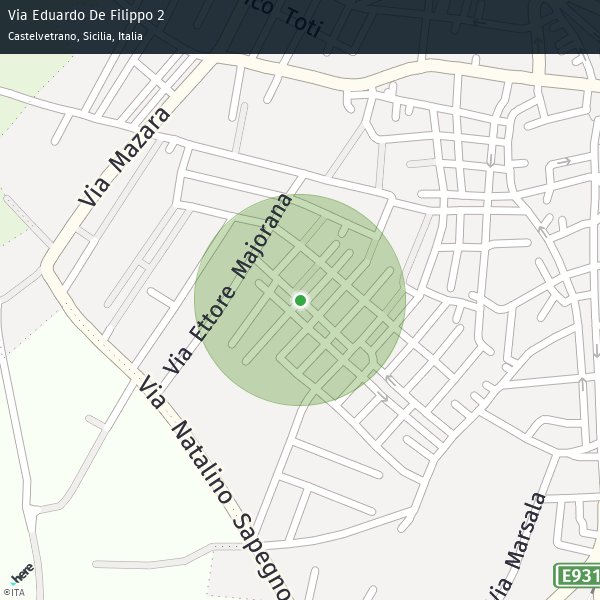 Via Eduardo De Filippo 2
Castelvetrano, Sicilia, Italia
Toti
Via Mazara
Via Ettore Majorana
Via Natalino Sapegno
Via Marsala
E931
here
©ITA